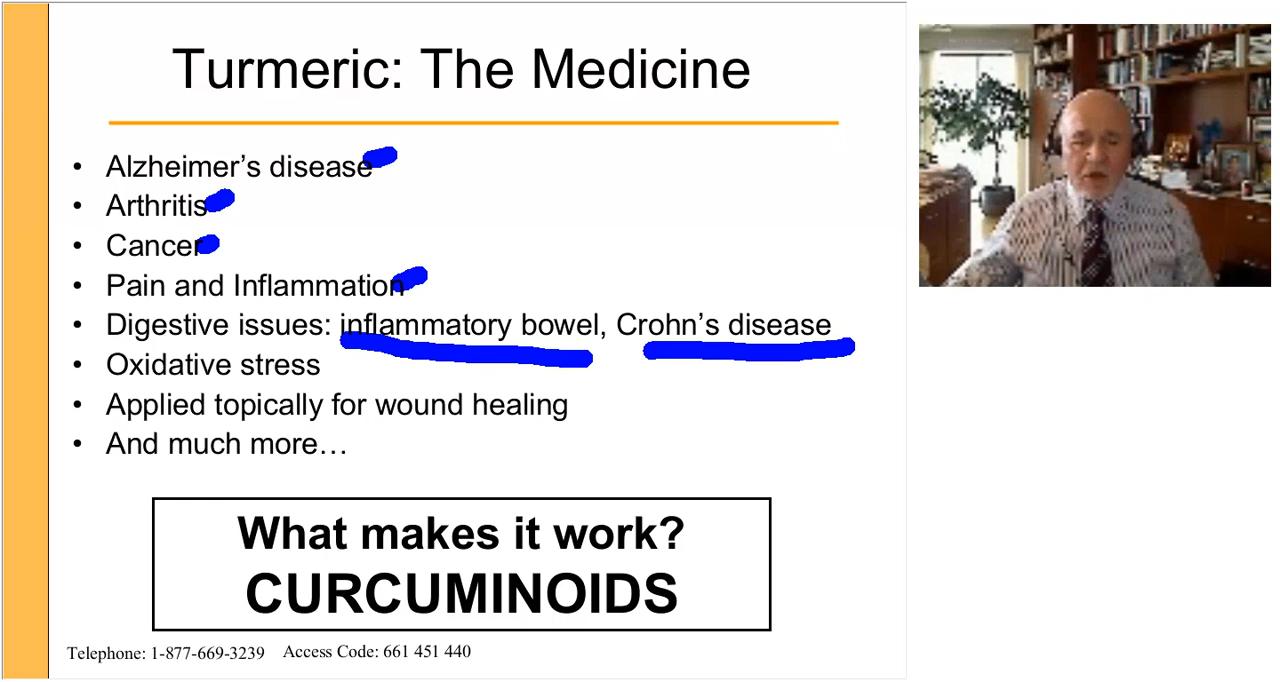 Turmeric: The Medicine
• Alzheimer’s disease
• Arthritis
• Cancer
• Pain and Inflammation
• Digestive issues: inflammatory bowel, Crohn’s disease
• Oxidative stress
• Applied topically for wound healing
• And much more…
What makes it work?
CURCUMINOIDS
Telephone: 1-877-669-3239 Access Code: 661 451 440